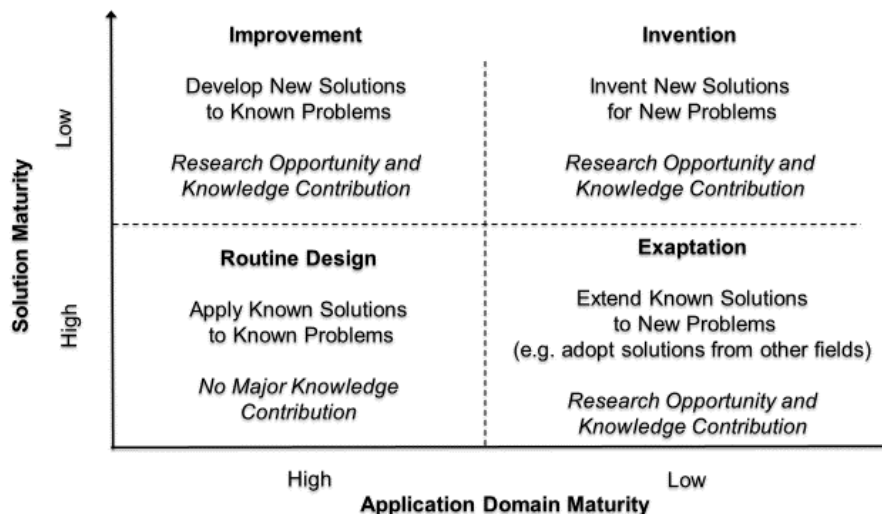 Improvement
Develop New Solutions
to Known Problems
Research Opportunity and
Knowledge Contribution
Invention
Invent New Solutions
for New Problems
Research Opportunity and
Knowledge Contribution
Routine Design
Apply Known Solutions
to Known Problems
No Major Knowledge
Contribution
Exaptation
Extend Known Solutions
to New Problems
(e.g. adopt solutions from other fields)
Research Opportunity and
Knowledge Contribution
Solution Maturity
Low
High
High
Low
Application Domain Maturity